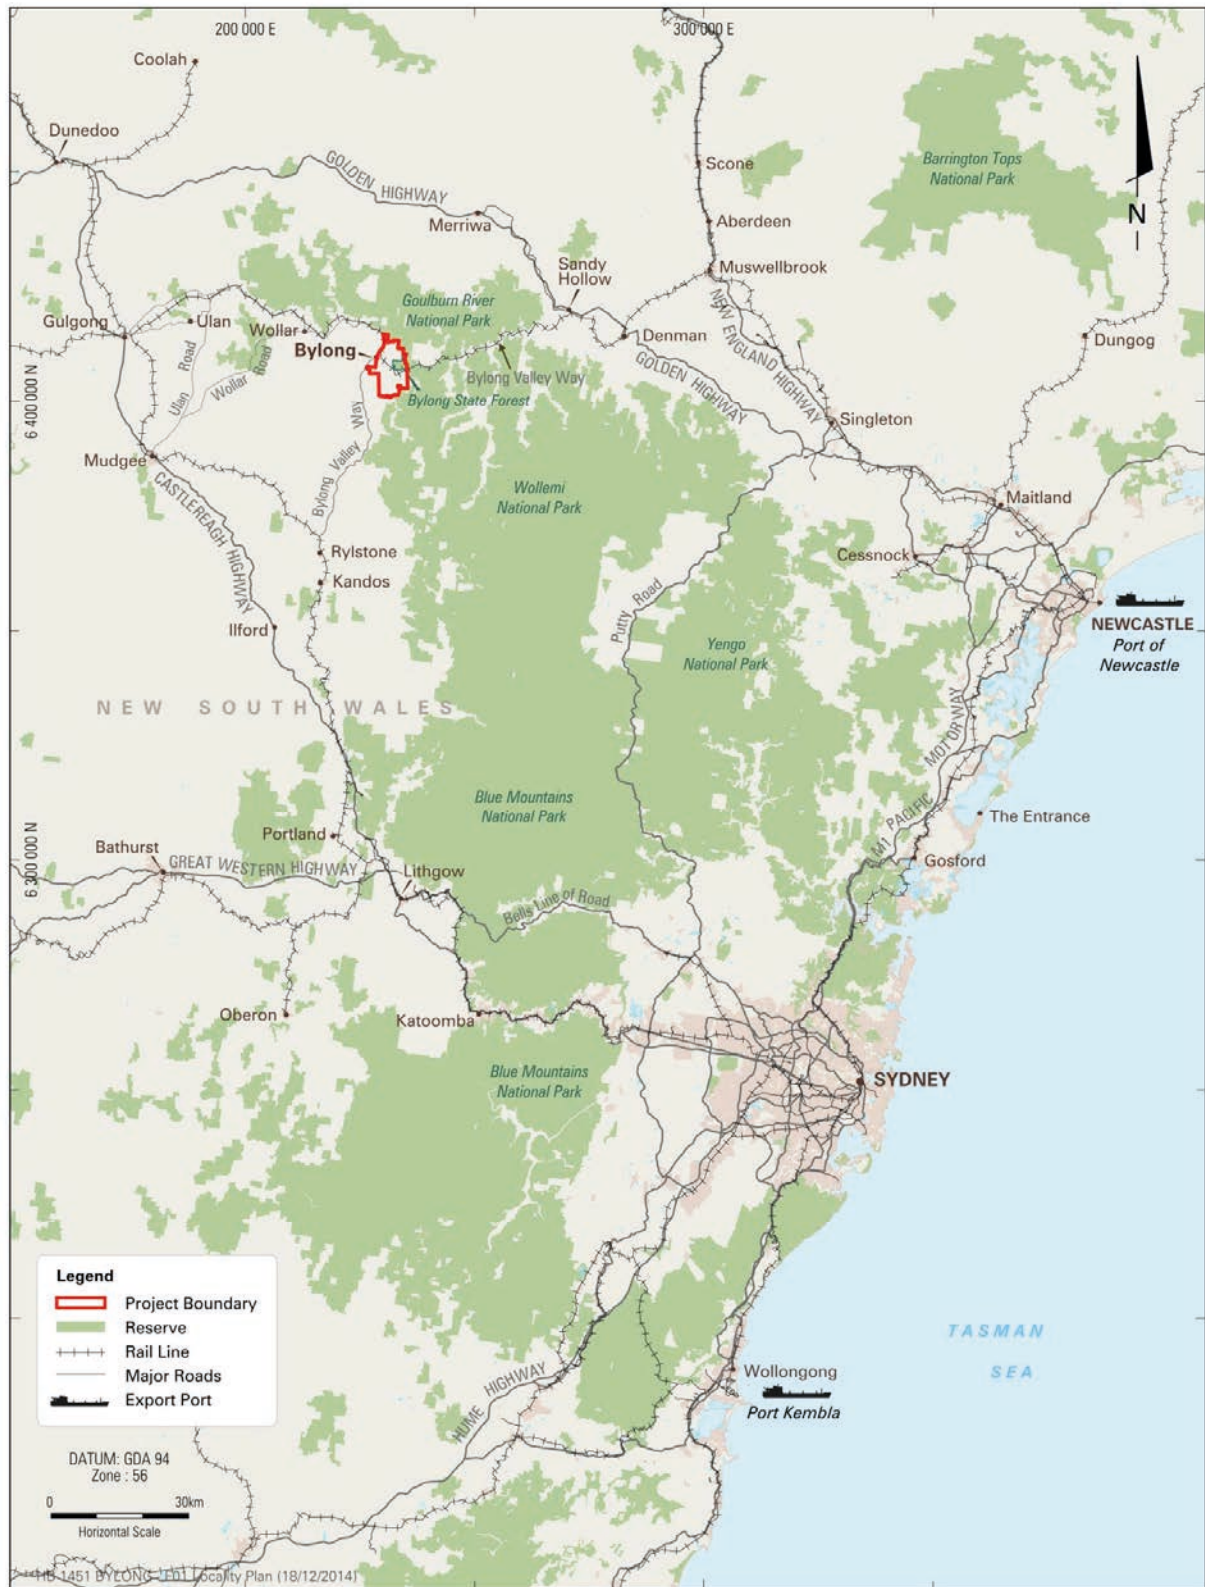 200 000 E
300 000 E
Coolah
Dunedoo
GOLDEN HIGHWAY
Scone
Barrington Tops
National Park
N
Merriwa
Aberdeen
Sandy
Hollow
Muswellbrook
Goulburn River
National Park
NEW ENGLAND HIGHWAY
Gulgong
Ulan
Wollar
Denman
Dungog
Bylong
Bylong Valley Way
Ulan Road
Wollar Road
Bylong State Forest
GOLDEN HIGHWAY
6 400 000 N
Singleton
Mudgee
Bylong Valley Way
CASTLEREAGH HIGHWAY
Wollemi
National Park
Maitland
Rylstone
Cessnock
Kandos
Putty Road
NEWCASTLE
Port of
Newcastle
Ilford
Yengo
National Park
NEW SOUTH WALES
M1 PACIFIC MOTORWAY
Blue Mountains
National Park
The Entrance
Portland
Bathurst
GREAT WESTERN HIGHWAY
Gosford
6 300 000 N
Lithgow
Bells Line of Road
Oberon
Katoomba
Blue Mountains
National Park
SYDNEY
Legend
Project Boundary
Reserve
Rail Line
Major Roads
Export Port
TASMAN
SEA
Wollongong
Port Kembla
HUME HIGHWAY
DATUM: GDA 94
Zone : 56
0 30km
Horizontal Scale
HB 1451 BYLONG F01 Locality Plan (18/12/2014)